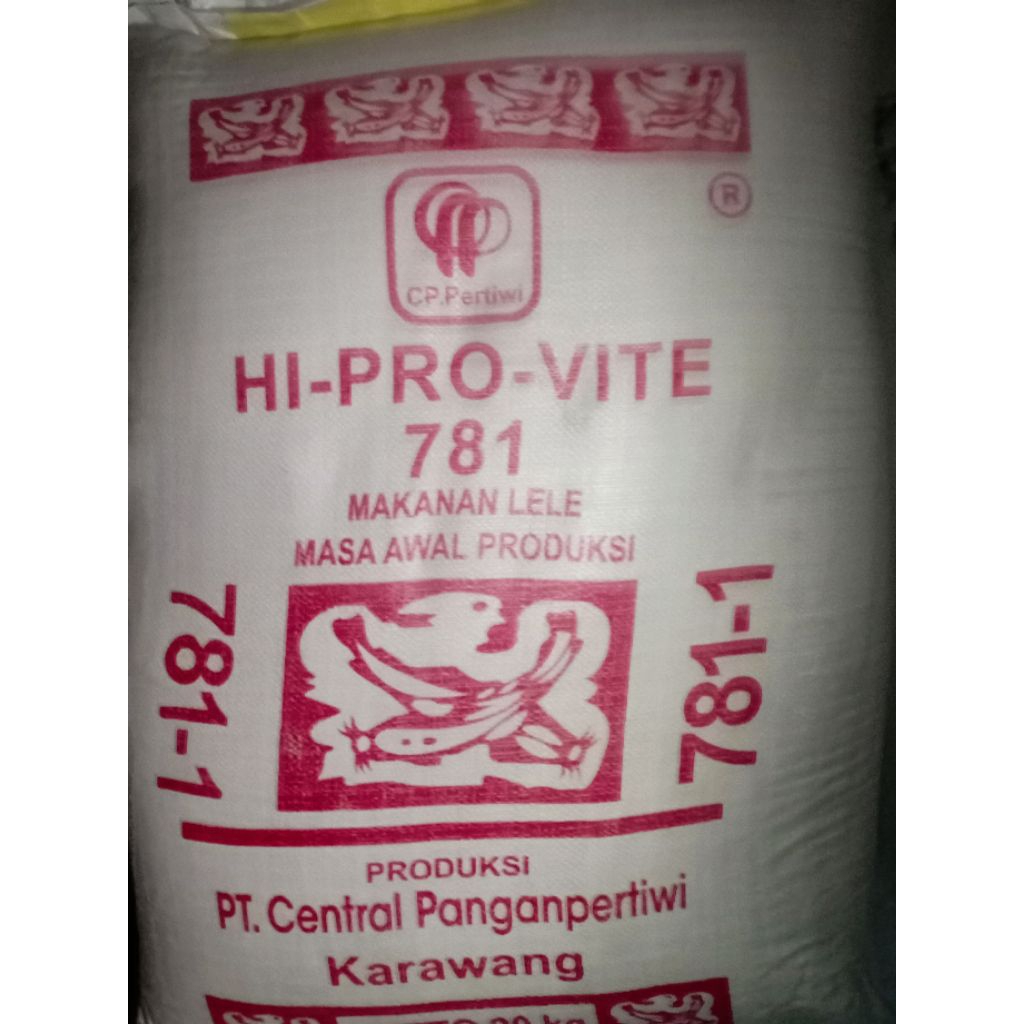 ®
CP.Pertiwi
HI-PRO-VITE
781
MAKANAN LELE
MASA AWAL PRODUKSI
781-1
781-1
PRODUKSI
PT. Central Panganpertiwi
Karawang
kg